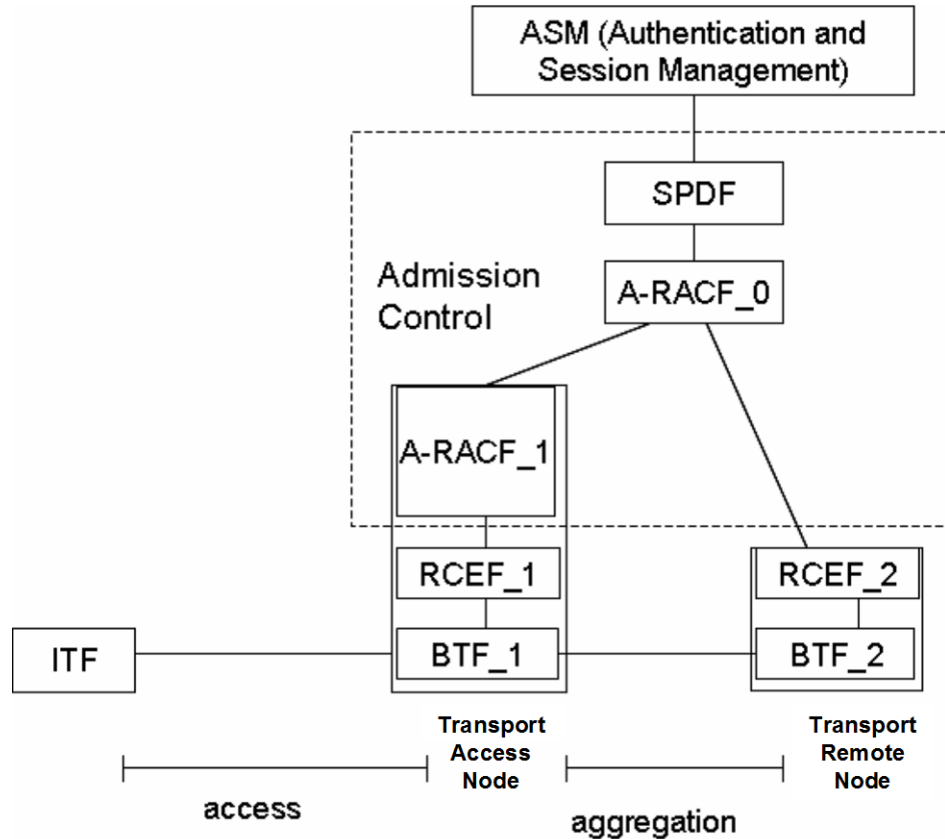 ASM (Authentication and
Session Management)
SPDF
Admission
Control
A-RACF_0
A-RACF_1
RCEF_1
RCEF_2
ITF
BTF_1
BTF_2
Transport
Access
Node
Transport
Remote
Node
access
aggregation